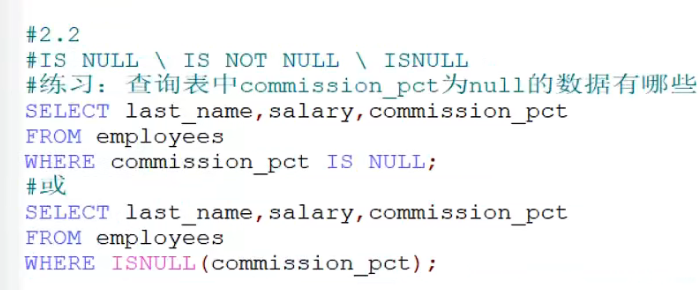 #2.2
#IS NULL \ IS NOT NULL \ ISNULL
#练习：查询表中commission_pct为null的数据有哪些
SELECT last_name,salary,commission_pct
FROM employees
WHERE commission_pct IS NULL;
#或
SELECT last_name,salary,commission_pct
FROM employees
WHERE ISNULL(commission_pct);